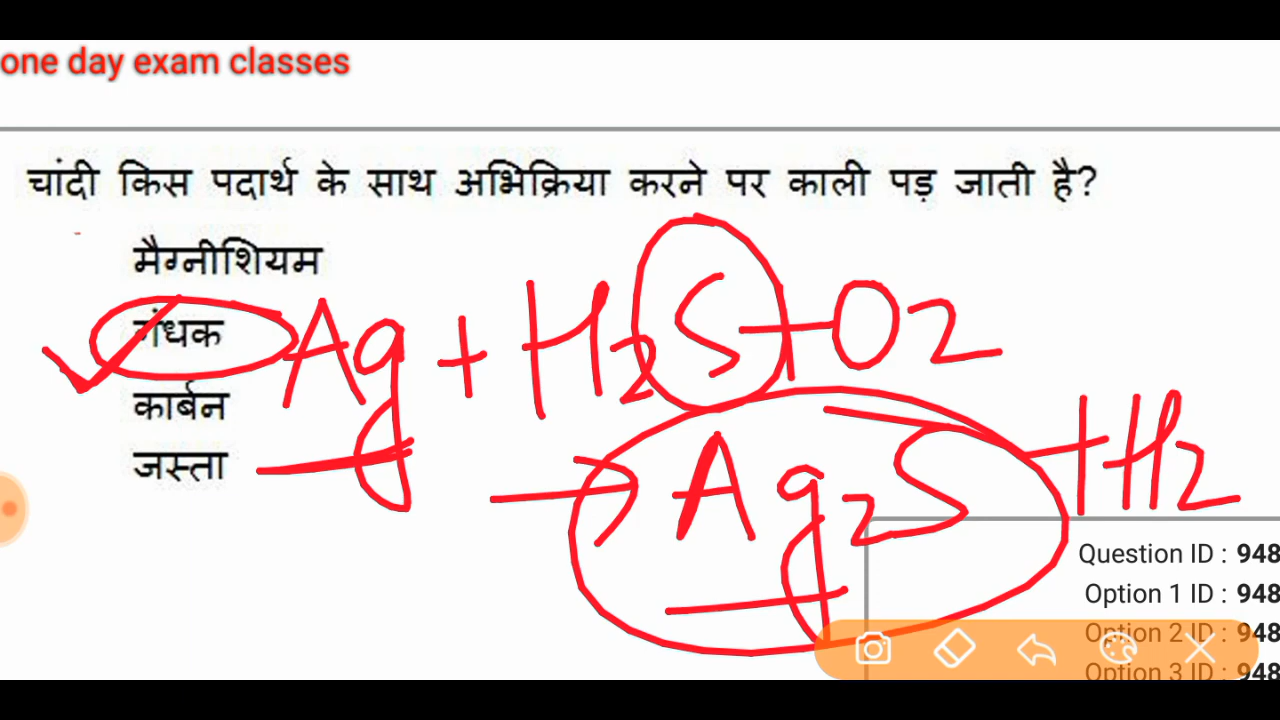 one day exam classes
चांदी किस पदार्थ के साथ अभिक्रिया करने पर काली पड़ जाती है?
मैग्नीशियम
गंधक
कार्बन
जस्ता
Ag + H2S + O2
→ Ag2S + H2
Question ID : 948
Option 1 ID : 948
Option 2 ID : 948
Option 3 ID : 948